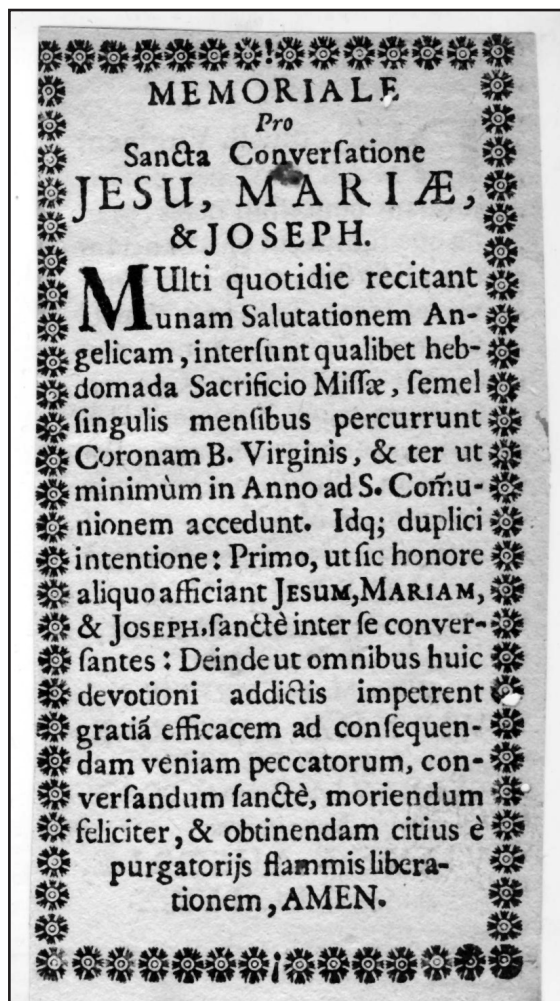 MEMORIALE
Pro
Sancta Converſatione
JESU, MARIÆ,
& JOSEPH.
MUlti quotidie recitant
unam Salutationem An-
gelicam, interſunt qualibet heb-
domada Sacrificio Miſſæ, ſemel
ſingulis menſibus percurrunt
Coronam B. Virginis, & ter ut
minimùm in Anno ad S. Com̃u-
nionem accedunt. Idq; duplici
intentione: Primo, ut ſic honore
aliquo afficiant JESUM, MARIAM,
& JOSEPH, ſanctè inter ſe conver-
ſantes: Deinde ut omnibus huic
devotioni addictis impetrent
gratiã efficacem ad conſequen-
dam veniam peccatorum, con-
verſandum ſanctè, moriendum
feliciter, & obtinendam citius è
purgatorijs flammis libera-
tionem, AMEN.